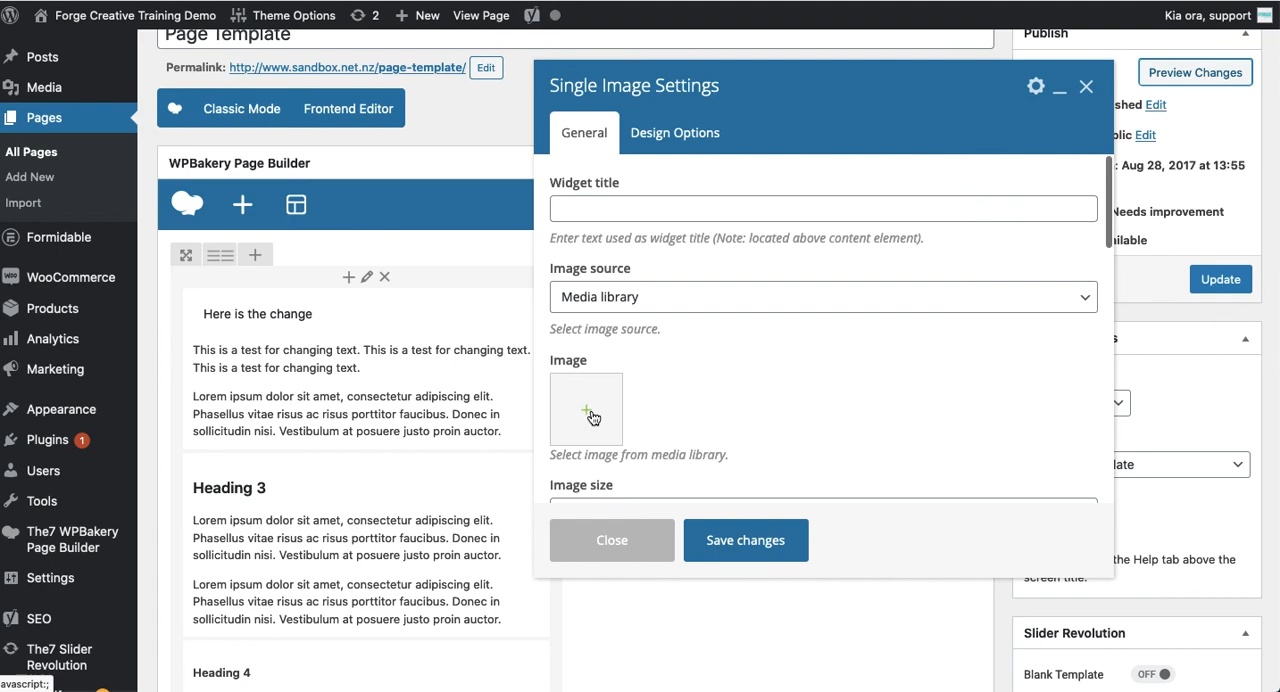 Forge Creative Training Demo Theme Options 2 New View Page Kia ora, support
Posts
Media
Pages
All Pages
Add New
Import
Formidable
WooCommerce
Products
Analytics
Marketing
Appearance
Plugins 1
Users
Tools
The7 WPBakery
Page Builder
Settings
SEO
The7 Slider
Revolution
avascript:;
Page Template
Permalink: http://www.sandbox.net.nz/page-template/ Edit
Classic Mode Frontend Editor
WPBakery Page Builder
Here is the change
This is a test for changing text. This is a test for changing text.
This is a test for changing text.
Lorem ipsum dolor sit amet, consectetur adipiscing elit.
Phasellus vitae risus ac risus porttitor faucibus. Donec in
sollicitudin nisi. Vestibulum at posuere justo proin auctor.
Heading 3
Lorem ipsum dolor sit amet, consectetur adipiscing elit.
Phasellus vitae risus ac risus porttitor faucibus. Donec in
sollicitudin nisi. Vestibulum at posuere justo proin auctor.
Lorem ipsum dolor sit amet, consectetur adipiscing elit.
Phasellus vitae risus ac risus porttitor faucibus. Donec in
sollicitudin nisi. Vestibulum at posuere justo proin auctor.
Heading 4
Single Image Settings
General Design Options
Widget title
Enter text used as widget title (Note: located above content element).
Image source
Media library
Select image source.
Image
Select image from media library.
Image size
Close Save changes
Publish
Preview Changes
shed Edit
lic Edit
: Aug 28, 2017 at 13:55
Needs improvement
ilable
Update
s
late
the Help tab above the
screen title.
Slider Revolution
Blank Template OFF